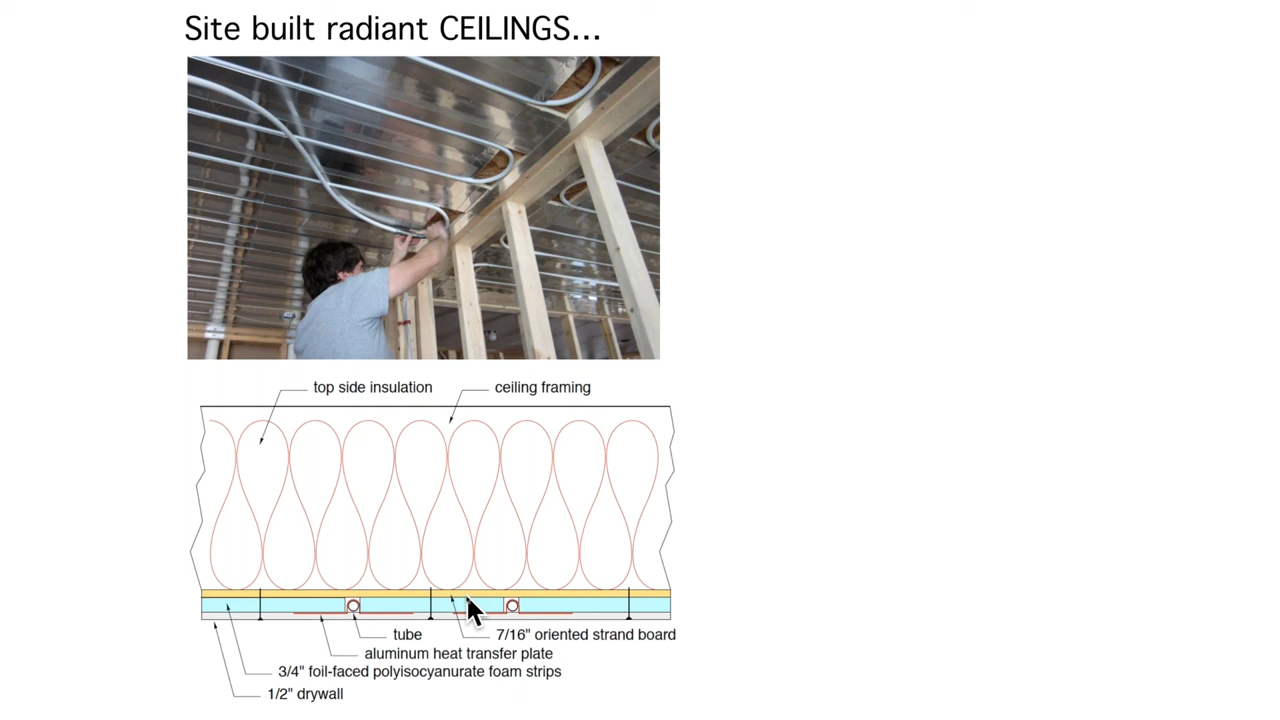 Site built radiant CEILINGS...
top side insulation
ceiling framing
tube
7/16" oriented strand board
aluminum heat transfer plate
3/4" foil-faced polyisocyanurate foam strips
1/2" drywall